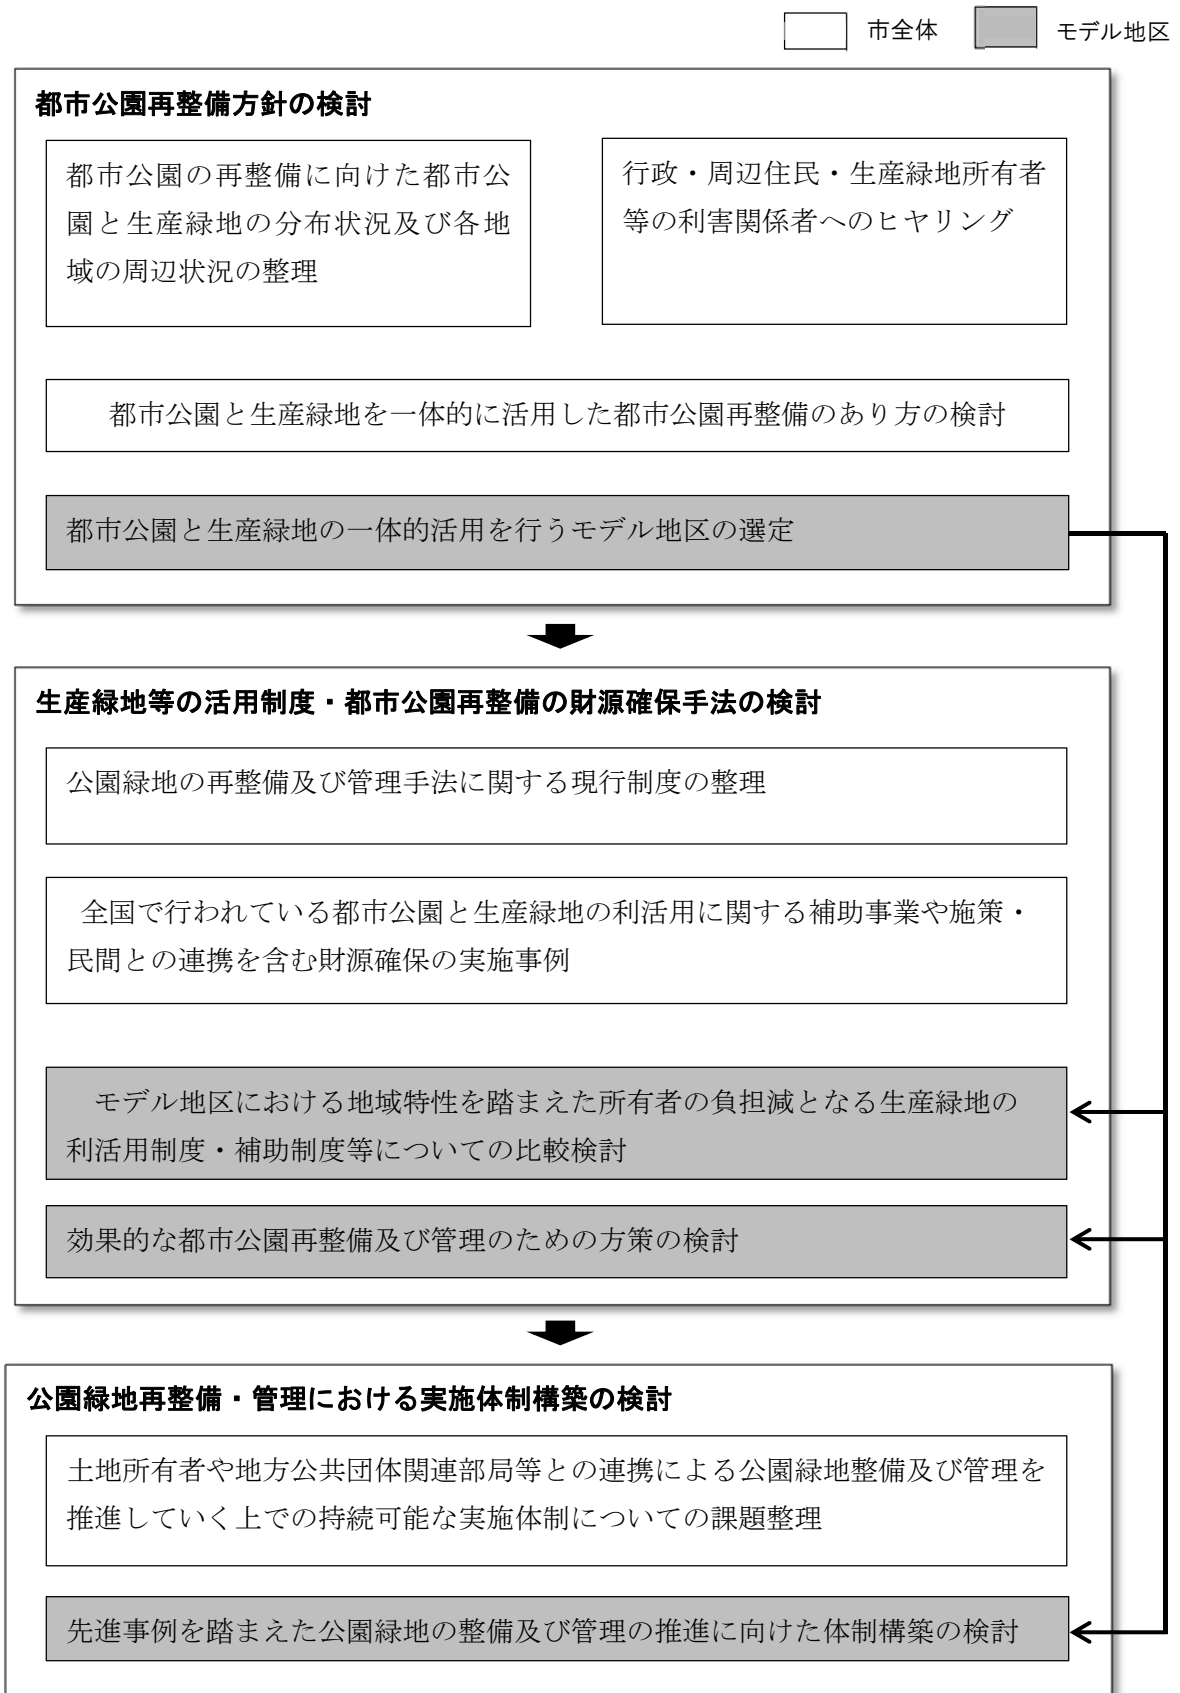 市全体
モデル地区
都市公園再整備方針の検討
都市公園の再整備に向けた都市公
園と生産緑地の分布状況及び各地
域の周辺状況の整理
行政・周辺住民・生産緑地所有者
等の利害関係者へのヒヤリング
都市公園と生産緑地を一体的に活用した都市公園再整備のあり方の検討
都市公園と生産緑地の一体的活用を行うモデル地区の選定
生産緑地等の活用制度・都市公園再整備の財源確保手法の検討
公園緑地の再整備及び管理手法に関する現行制度の整理
全国で行われている都市公園と生産緑地の利活用に関する補助事業や施策・
民間との連携を含む財源確保の実施事例
モデル地区における地域特性を踏まえた所有者の負担減となる生産緑地の
利活用制度・補助制度等についての比較検討
効果的な都市公園再整備及び管理のための方策の検討
公園緑地再整備・管理における実施体制構築の検討
土地所有者や地方公共団体関連部局等との連携による公園緑地整備及び管理を
推進していく上での持続可能な実施体制についての課題整理
先進事例を踏まえた公園緑地の整備及び管理の推進に向けた体制構築の検討